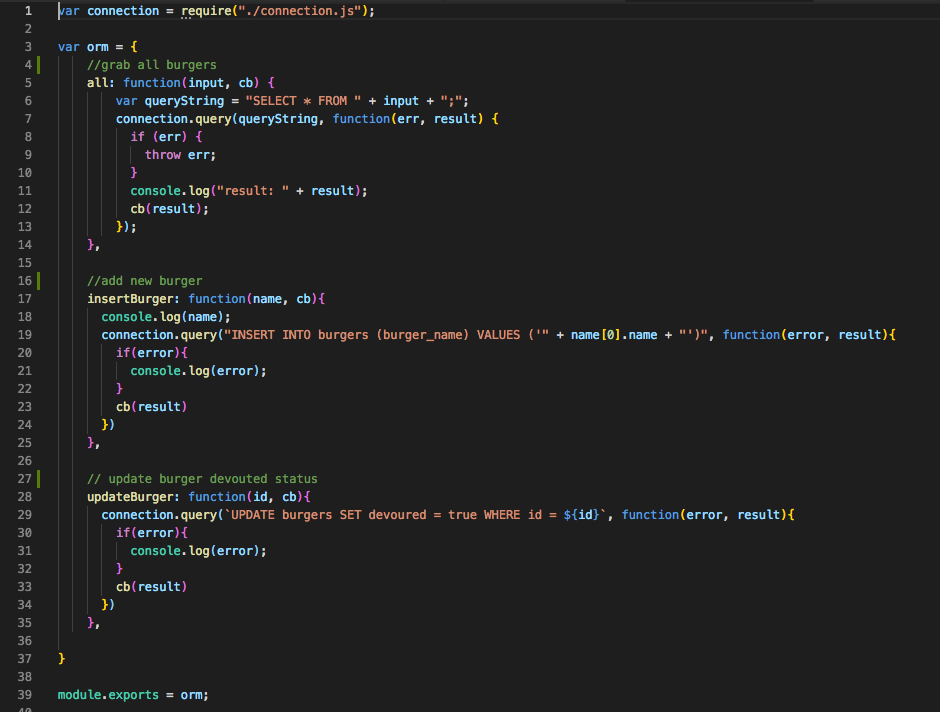 1 var connection = require("./connection.js");
2
3 var orm = {
4 //grab all burgers
5 all: function(input, cb) {
6 var queryString = "SELECT * FROM " + input + ";";
7 connection.query(queryString, function(err, result) {
8 if (err) {
9 throw err;
10 }
11 console.log("result: " + result);
12 cb(result);
13 });
14 },
15
16 //add new burger
17 insertBurger: function(name, cb){
18 console.log(name);
19 connection.query("INSERT INTO burgers (burger_name) VALUES ('" + name[0].name + "')", function(error, result){
20 if(error){
21 console.log(error);
22 }
23 cb(result)
24 })
25 },
26
27 // update burger devouted status
28 updateBurger: function(id, cb){
29 connection.query(`UPDATE burgers SET devoured = true WHERE id = ${id}`, function(error, result){
30 if(error){
31 console.log(error);
32 }
33 cb(result)
34 })
35 },
36
37 }
38
39 module.exports = orm;
40